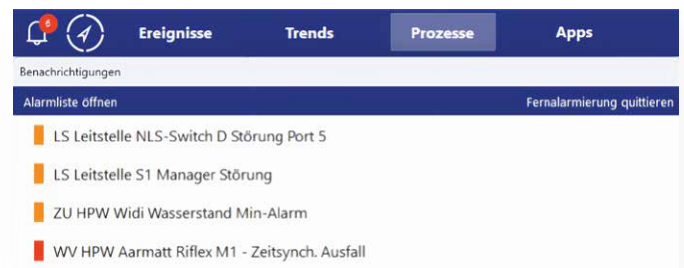 6
Ereignisse Trends Prozesse Apps
Benachrichtigungen
Alarmliste öffnen Fernalarmierung quittieren
LS Leitstelle NLS-Switch D Störung Port 5
LS Leitstelle S1 Manager Störung
ZU HPW Widi Wasserstand Min-Alarm
WV HPW Aarmatt Riflex M1 - Zeitsynch. Ausfall